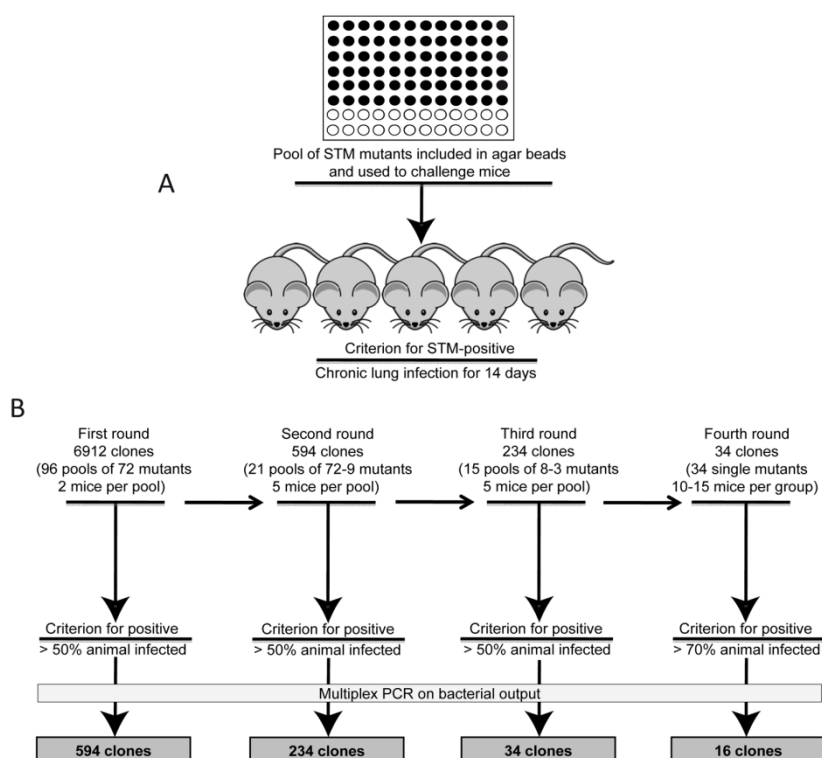 Pool of STM mutants included in agar beads
and used to challenge mice
A
Criterion for STM-positive
Chronic lung infection for 14 days
B
First round
6912 clones
(96 pools of 72 mutants
2 mice per pool)
Second round
594 clones
(21 pools of 72-9 mutants
5 mice per pool)
Third round
234 clones
(15 pools of 8-3 mutants
5 mice per pool)
Fourth round
34 clones
(34 single mutants
10-15 mice per group)
Criterion for positive
> 50% animal infected
Criterion for positive
> 50% animal infected
Criterion for positive
> 50% animal infected
Criterion for positive
> 70% animal infected
Multiplex PCR on bacterial output
594 clones
234 clones
34 clones
16 clones